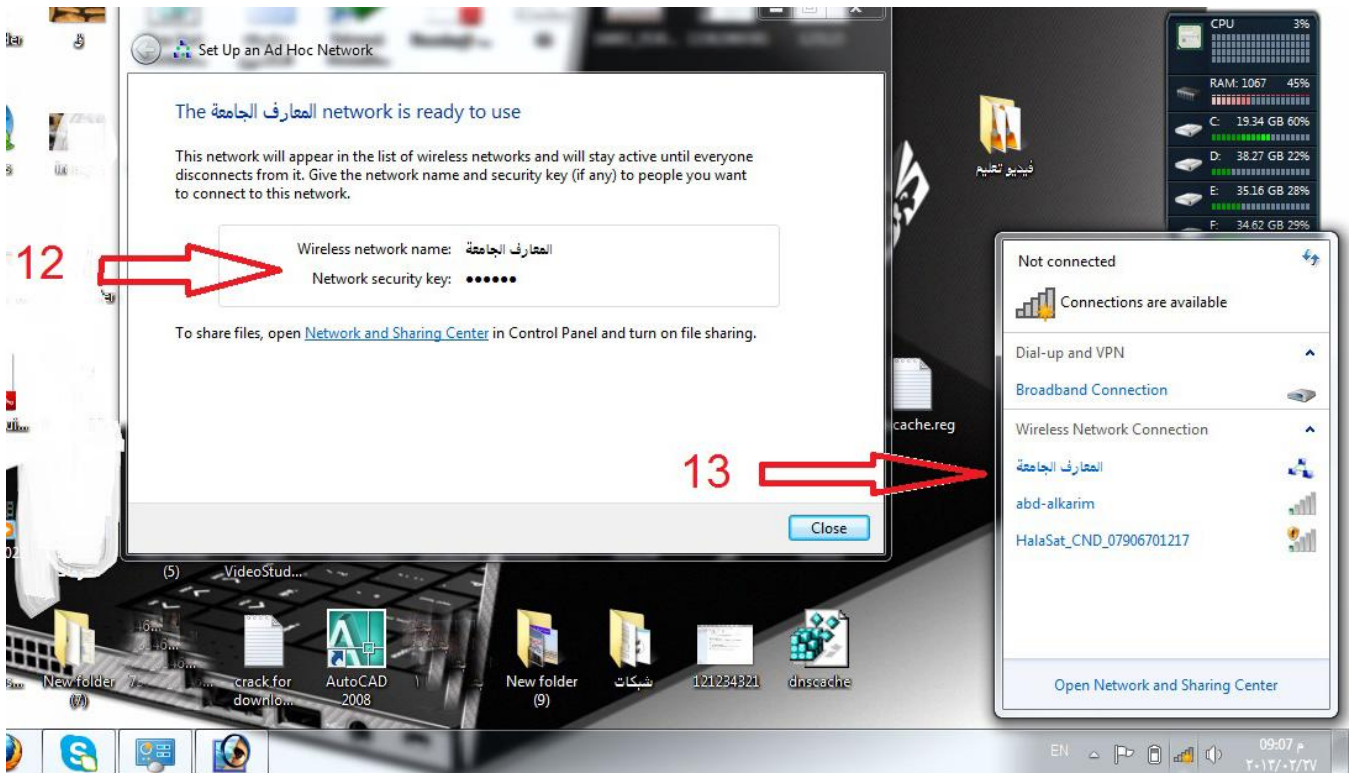 Set Up an Ad Hoc Network
The المعارف الجامعة network is ready to use
This network will appear in the list of wireless networks and will stay active until everyone
disconnects from it. Give the network name and security key (if any) to people you want
to connect to this network.
12
Wireless network name: المعارف الجامعة
Network security key: ●●●●●●
To share files, open Network and Sharing Center in Control Panel and turn on file sharing.
13
Close
CPU 3%
RAM: 1067 45%
C: 19.34 GB 60%
D: 38.27 GB 22%
E: 35.16 GB 28%
F: 34.62 GB 29%
فيديو تعليم
cache.reg
Not connected
Connections are available
Dial-up and VPN
Broadband Connection
Wireless Network Connection
المعارف الجامعة
abd-alkarim
HalaSat_CND_07906701217
Open Network and Sharing Center
(5)
VideoStud...
New folder
(7)
crack for
downlo...
AutoCAD
2008
New folder
(9)
شبكات
121234321
dnscache
EN
09:07 م
٢٠١٣/٠٢/٢٧